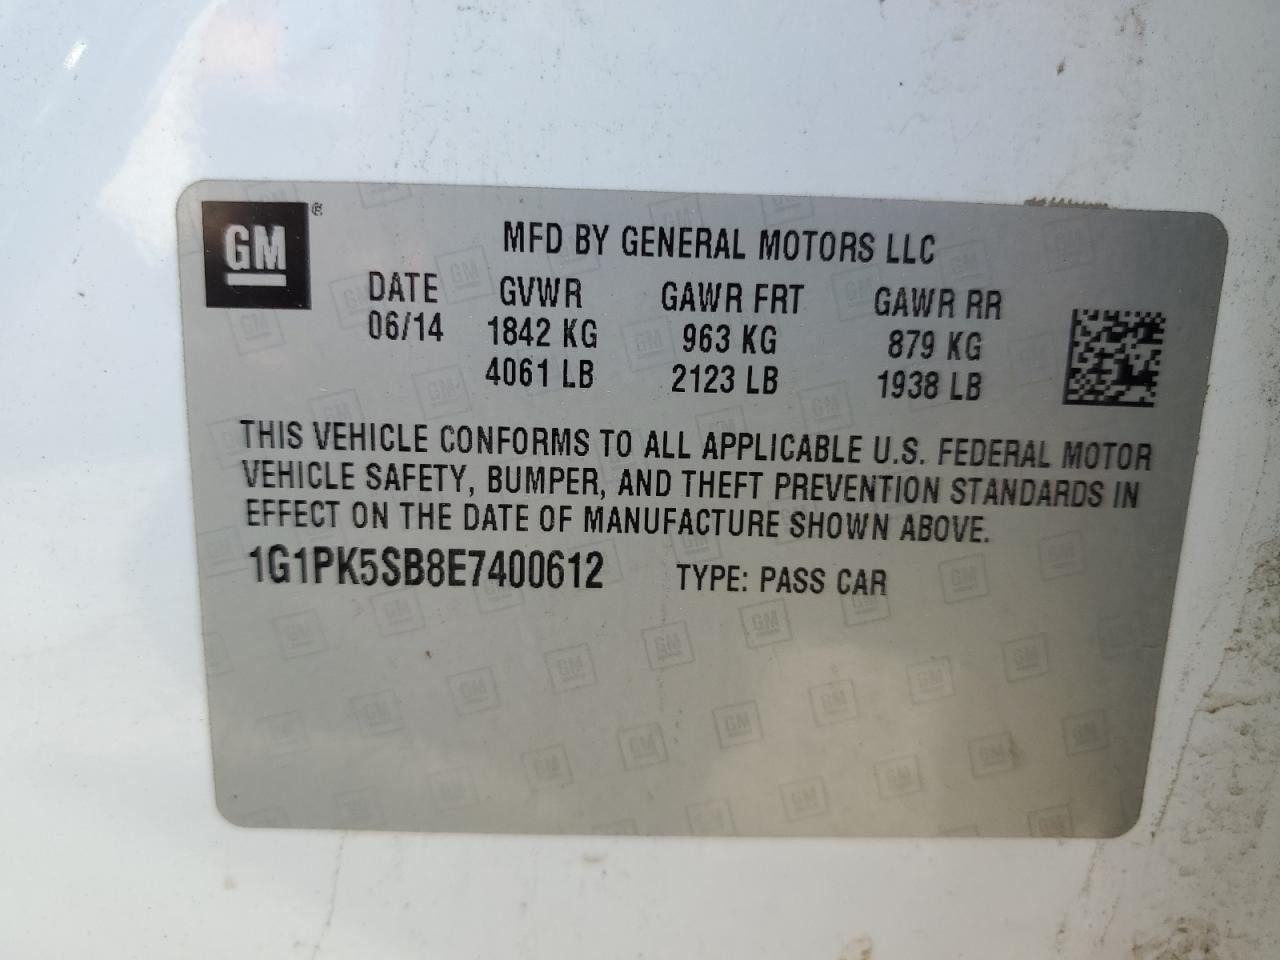 GM ®
MFD BY GENERAL MOTORS LLC
DATE GVWR GAWR FRT GAWR RR
06/14 1842 KG 963 KG 879 KG
4061 LB 2123 LB 1938 LB
THIS VEHICLE CONFORMS TO ALL APPLICABLE U.S. FEDERAL MOTOR
VEHICLE SAFETY, BUMPER, AND THEFT PREVENTION STANDARDS IN
EFFECT ON THE DATE OF MANUFACTURE SHOWN ABOVE.
1G1PK5SB8E7400612 TYPE: PASS CAR